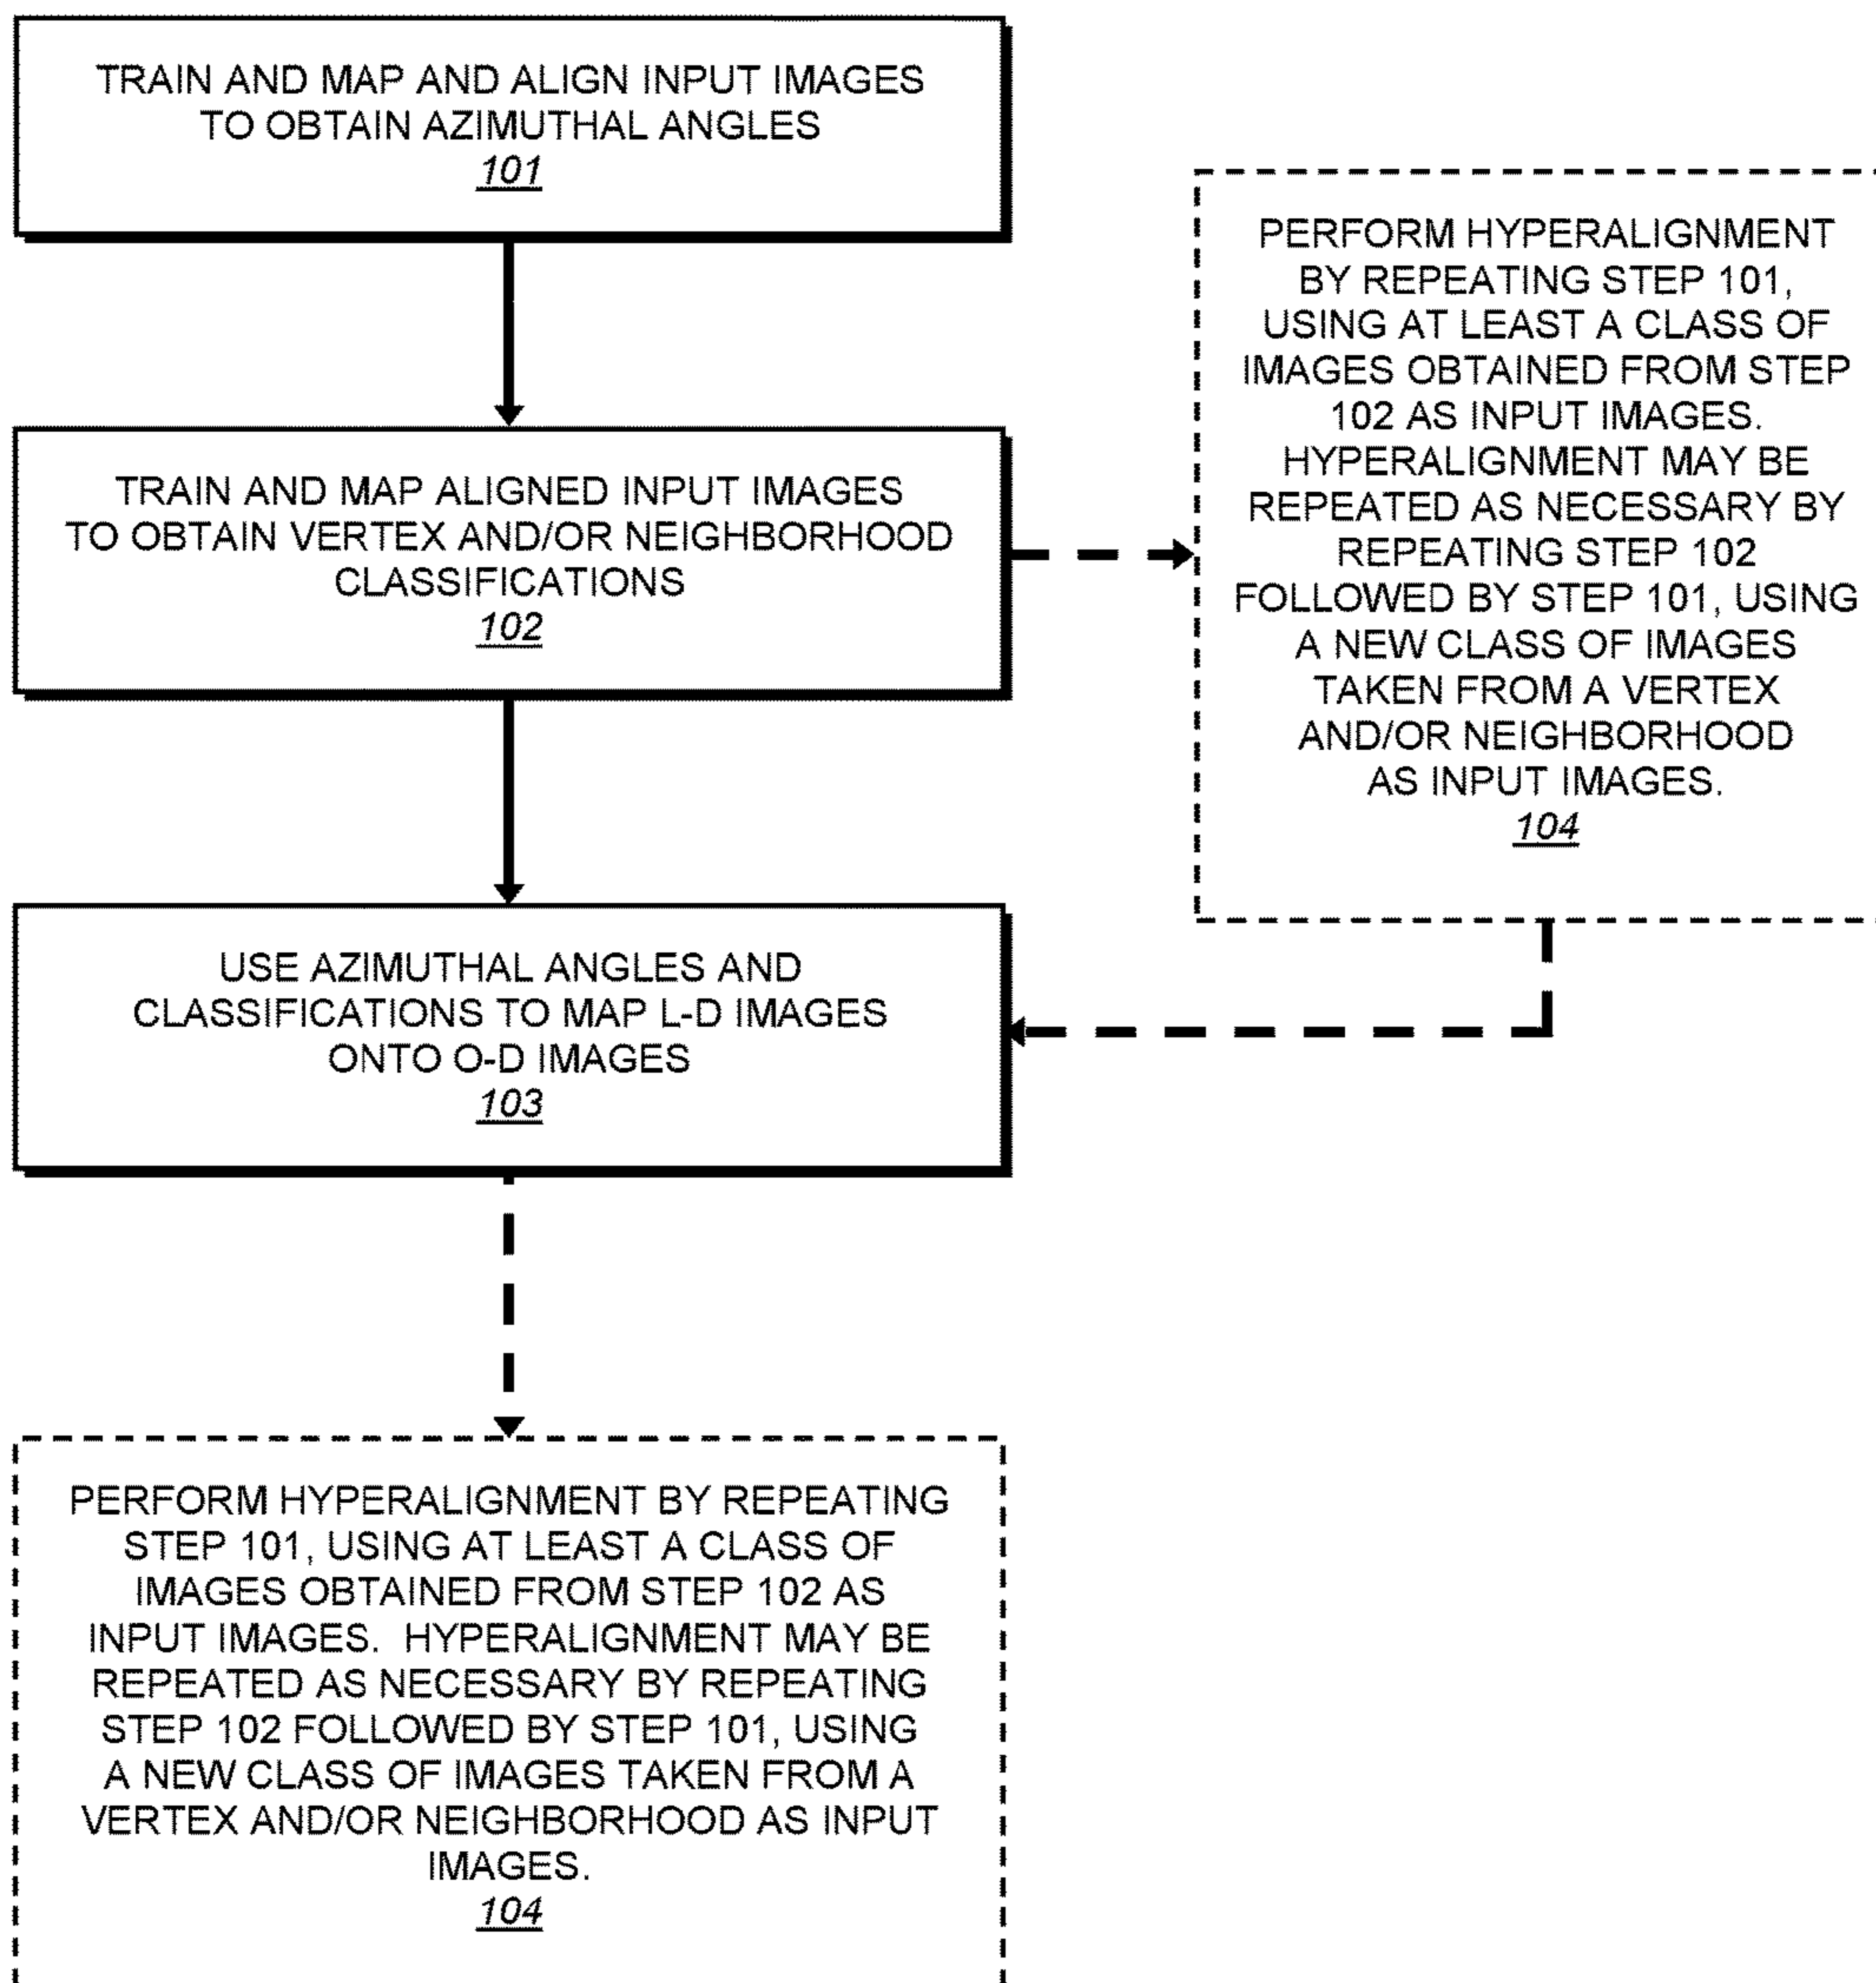 TRAIN AND MAP AND ALIGN INPUT IMAGES
TO OBTAIN AZIMUTHAL ANGLES
101
TRAIN AND MAP ALIGNED INPUT IMAGES
TO OBTAIN VERTEX AND/OR NEIGHBORHOOD
CLASSIFICATIONS
102
PERFORM HYPERALIGNMENT
BY REPEATING STEP 101,
USING AT LEAST A CLASS OF
IMAGES OBTAINED FROM STEP
102 AS INPUT IMAGES.
HYPERALIGNMENT MAY BE
REPEATED AS NECESSARY BY
REPEATING STEP 102
FOLLOWED BY STEP 101, USING
A NEW CLASS OF IMAGES
TAKEN FROM A VERTEX
AND/OR NEIGHBORHOOD
AS INPUT IMAGES.
104
USE AZIMUTHAL ANGLES AND
CLASSIFICATIONS TO MAP L-D IMAGES
ONTO O-D IMAGES
103
PERFORM HYPERALIGNMENT BY REPEATING
STEP 101, USING AT LEAST A CLASS OF
IMAGES OBTAINED FROM STEP 102 AS
INPUT IMAGES. HYPERALIGNMENT MAY BE
REPEATED AS NECESSARY BY REPEATING
STEP 102 FOLLOWED BY STEP 101, USING
A NEW CLASS OF IMAGES TAKEN FROM A
VERTEX AND/OR NEIGHBORHOOD AS INPUT
IMAGES.
104